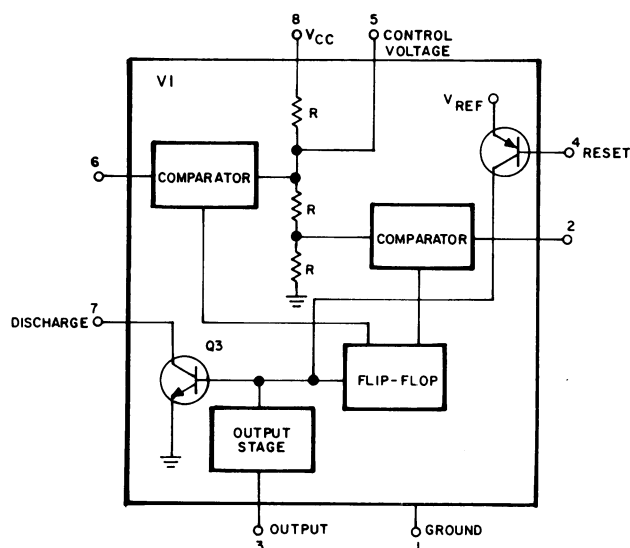 8
VCC
5
CONTROL
VOLTAGE
V1
R
VREF
4
RESET
6
COMPARATOR
R
2
COMPARATOR
R
7
DISCHARGE
Q3
FLIP-FLOP
OUTPUT
STAGE
OUTPUT
3
GROUND
1